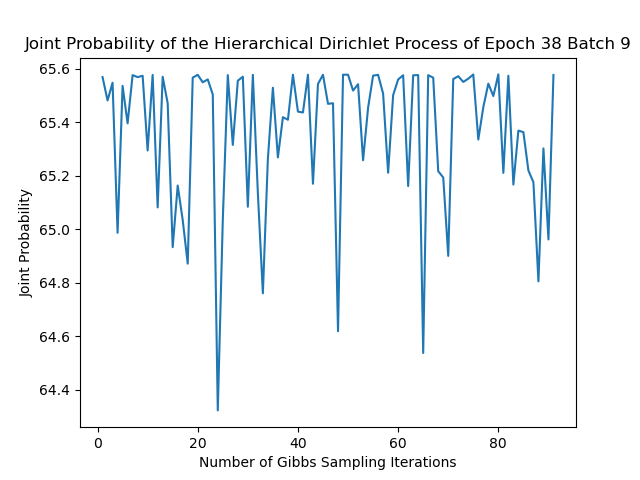 Joint Probability of the Hierarchical Dirichlet Process of Epoch 38 Batch 9
65.6
65.4
65.2
65.0
64.8
64.6
64.4
Joint Probability
0 20 40 60 80
Number of Gibbs Sampling Iterations